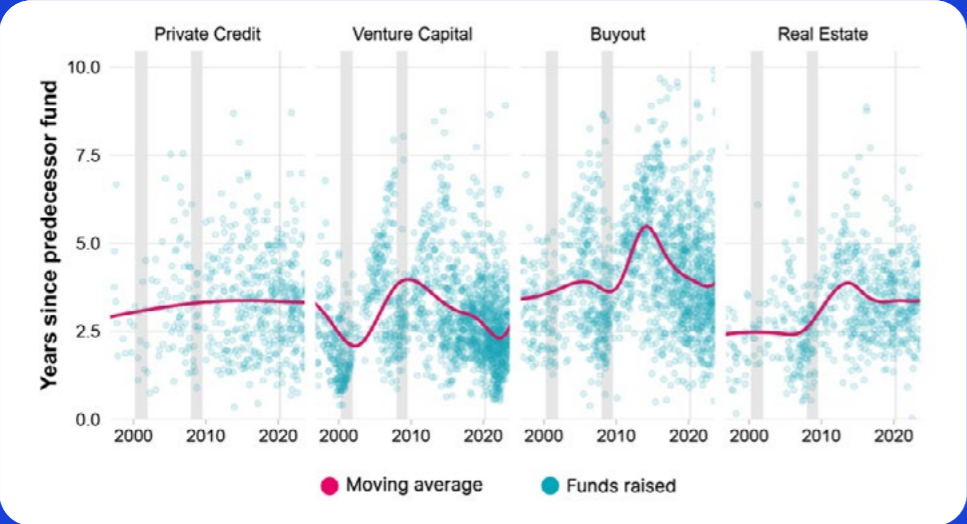 Private Credit
Venture Capital
Buyout
Real Estate
Years since predecessor fund
10.0
7.5
5.0
2.5
0.0
2000 2010 2020
2000 2010 2020
2000 2010 2020
2000 2010 2020
Moving average
Funds raised